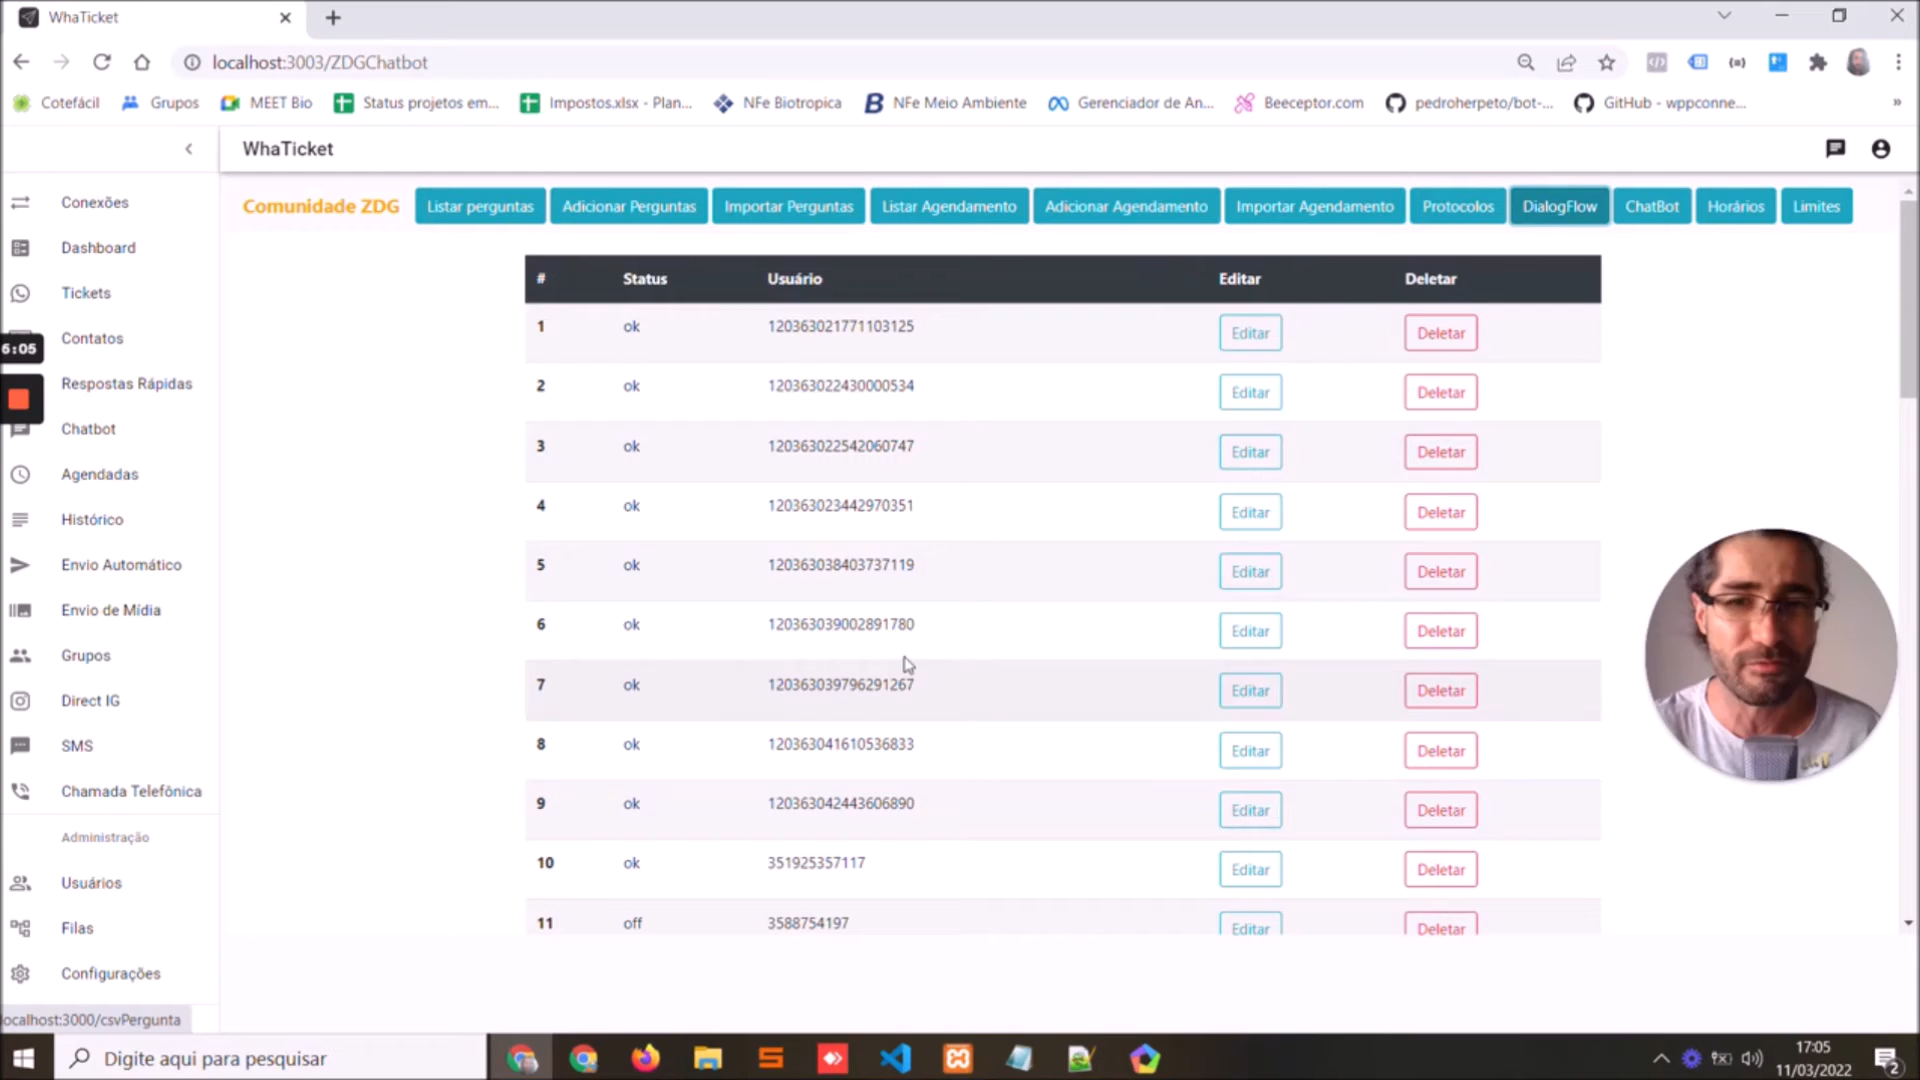 WhaTicket
localhost:3003/ZDGChatbot
Cotefácil Grupos MEET Bio Status projetos em... Impostos.xlsx - Plan... NFe Biotropica NFe Meio Ambiente Gerenciador de An... Beeceptor.com pedroherpeto/bot-... GitHub - wppconne... »
WhaTicket
Comunidade ZDG Listar perguntas Adicionar Perguntas Importar Perguntas Listar Agendamento Adicionar Agendamento Importar Agendamento Protocolos DialogFlow ChatBot Horários Limites
Conexões
Dashboard
Tickets
Contatos
6:05
Respostas Rápidas
Chatbot
Agendadas
Histórico
Envio Automático
Envio de Mídia
Grupos
Direct IG
SMS
Chamada Telefônica
Administração
Usuários
Filas
Configurações
# Status Usuário Editar Deletar
1 ok 120363021771103125 Editar Deletar
2 ok 120363022430000534 Editar Deletar
3 ok 120363022542060747 Editar Deletar
4 ok 120363023442970351 Editar Deletar
5 ok 120363038403737119 Editar Deletar
6 ok 120363039002891780 Editar Deletar
7 ok 120363039796291267 Editar Deletar
8 ok 120363041610536833 Editar Deletar
9 ok 120363042443606890 Editar Deletar
10 ok 351925357117 Editar Deletar
11 off 3588754197 Editar Deletar
localhost:3000/csvPergunta
Digite aqui para pesquisar
17:05
11/03/2022
2